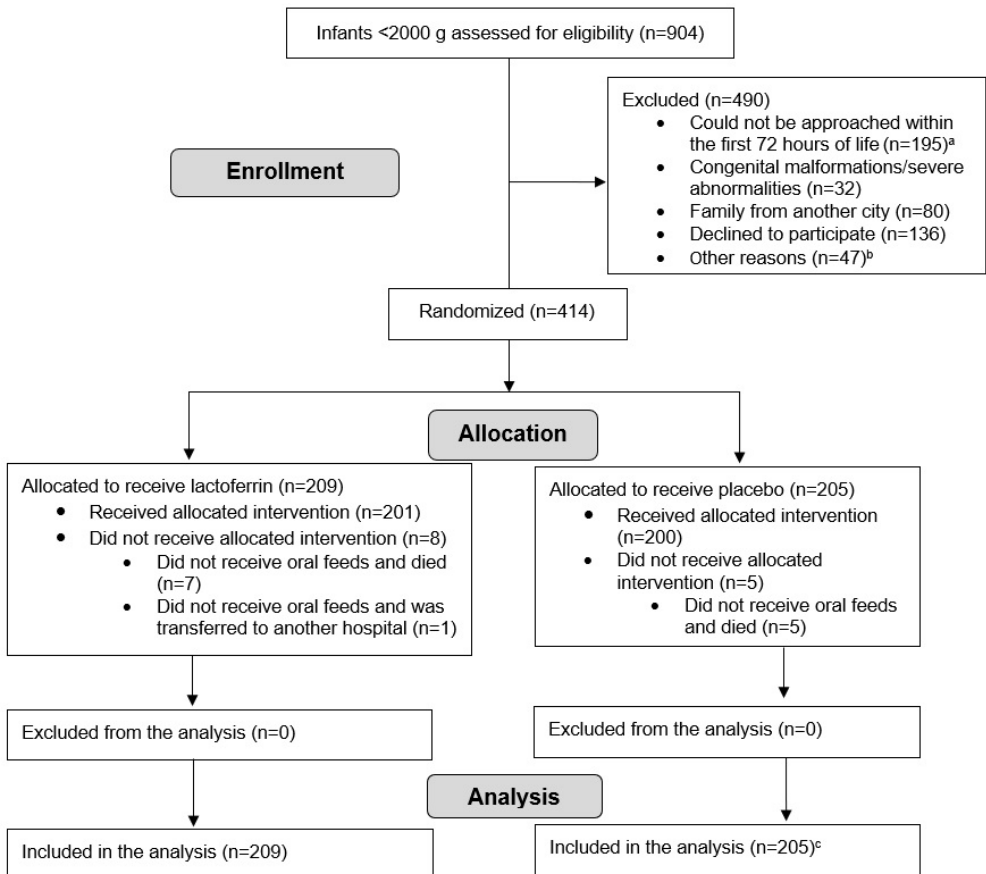 Infants <2000 g assessed for eligibility (n=904)
Excluded (n=490)
• Could not be approached within
the first 72 hours of life (n=195)ᵃ
• Congenital malformations/severe
abnormalities (n=32)
• Family from another city (n=80)
• Declined to participate (n=136)
• Other reasons (n=47)ᵇ
Enrollment
Randomized (n=414)
Allocation
Allocated to receive lactoferrin (n=209)
• Received allocated intervention (n=201)
• Did not receive allocated intervention (n=8)
• Did not receive oral feeds and died
(n=7)
• Did not receive oral feeds and was
transferred to another hospital (n=1)
Allocated to receive placebo (n=205)
• Received allocated intervention
(n=200)
• Did not receive allocated
intervention (n=5)
• Did not receive oral feeds
and died (n=5)
Excluded from the analysis (n=0)
Excluded from the analysis (n=0)
Analysis
Included in the analysis (n=209)
Included in the analysis (n=205)ᶜ